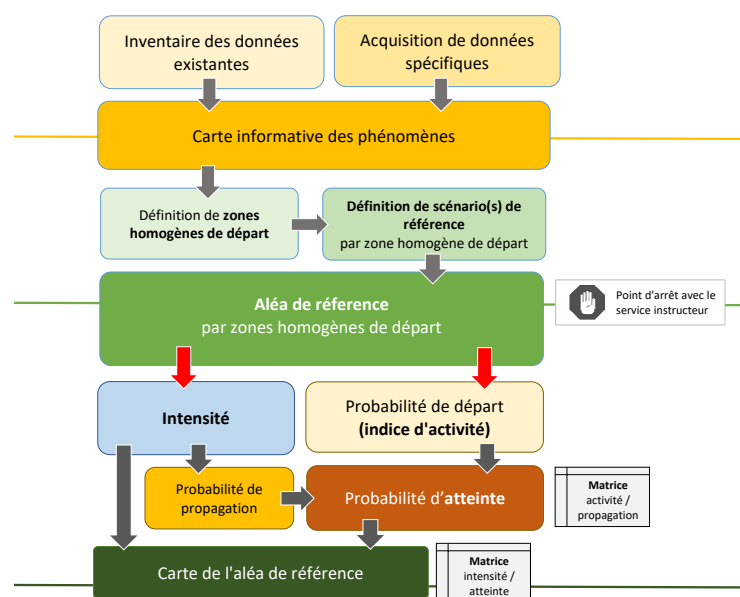 Inventaire des données
existantes
Acquisition de données
spécifiques
Carte informative des phénomènes
Définition de zones
homogènes de départ
Définition de scénario(s) de
référence
par zone homogène de départ
Aléa de réference
par zones homogènes de départ
Point d'arrêt avec le
service instructeur
Intensité
Probabilité de départ
(indice d'activité)
Probabilité de
propagation
Probabilité d’atteinte
Matrice
activité /
propagation
Carte de l'aléa de référence
Matrice
intensité /
atteinte